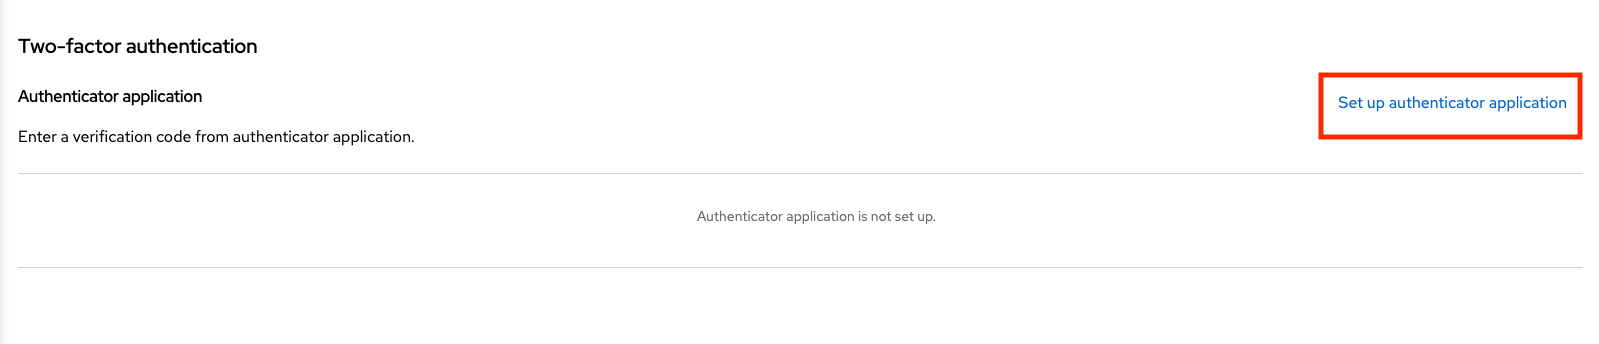 Two-factor authentication
Authenticator application
Set up authenticator application
Enter a verification code from authenticator application.
Authenticator application is not set up.